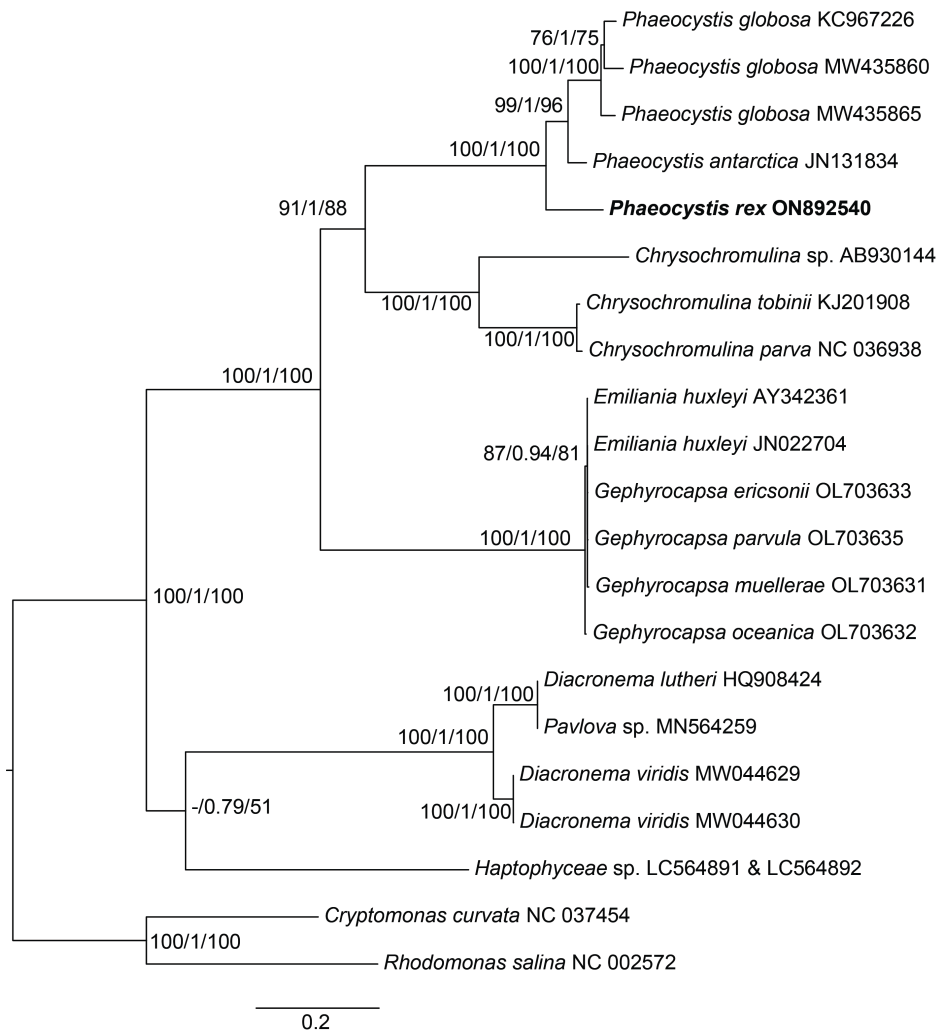 Phaeocystis globosa KC967226
76/1/75
100/1/100
Phaeocystis globosa MW435860
99/1/96
Phaeocystis globosa MW435865
100/1/100
Phaeocystis antarctica JN131834
91/1/88
Phaeocystis rex ON892540
Chrysochromulina sp. AB930144
100/1/100
Chrysochromulina tobinii KJ201908
100/1/100
Chrysochromulina parva NC 036938
100/1/100
Emiliania huxleyi AY342361
Emiliania huxleyi JN022704
87/0.94/81
Gephyrocapsa ericsonii OL703633
100/1/100
Gephyrocapsa parvula OL703635
Gephyrocapsa muellerae OL703631
100/1/100
Gephyrocapsa oceanica OL703632
Diacronema lutheri HQ908424
100/1/100
Pavlova sp. MN564259
100/1/100
Diacronema viridis MW044629
-/0.79/51
100/1/100
Diacronema viridis MW044630
Haptophyceae sp. LC564891 & LC564892
Cryptomonas curvata NC 037454
100/1/100
Rhodomonas salina NC 002572
0.2